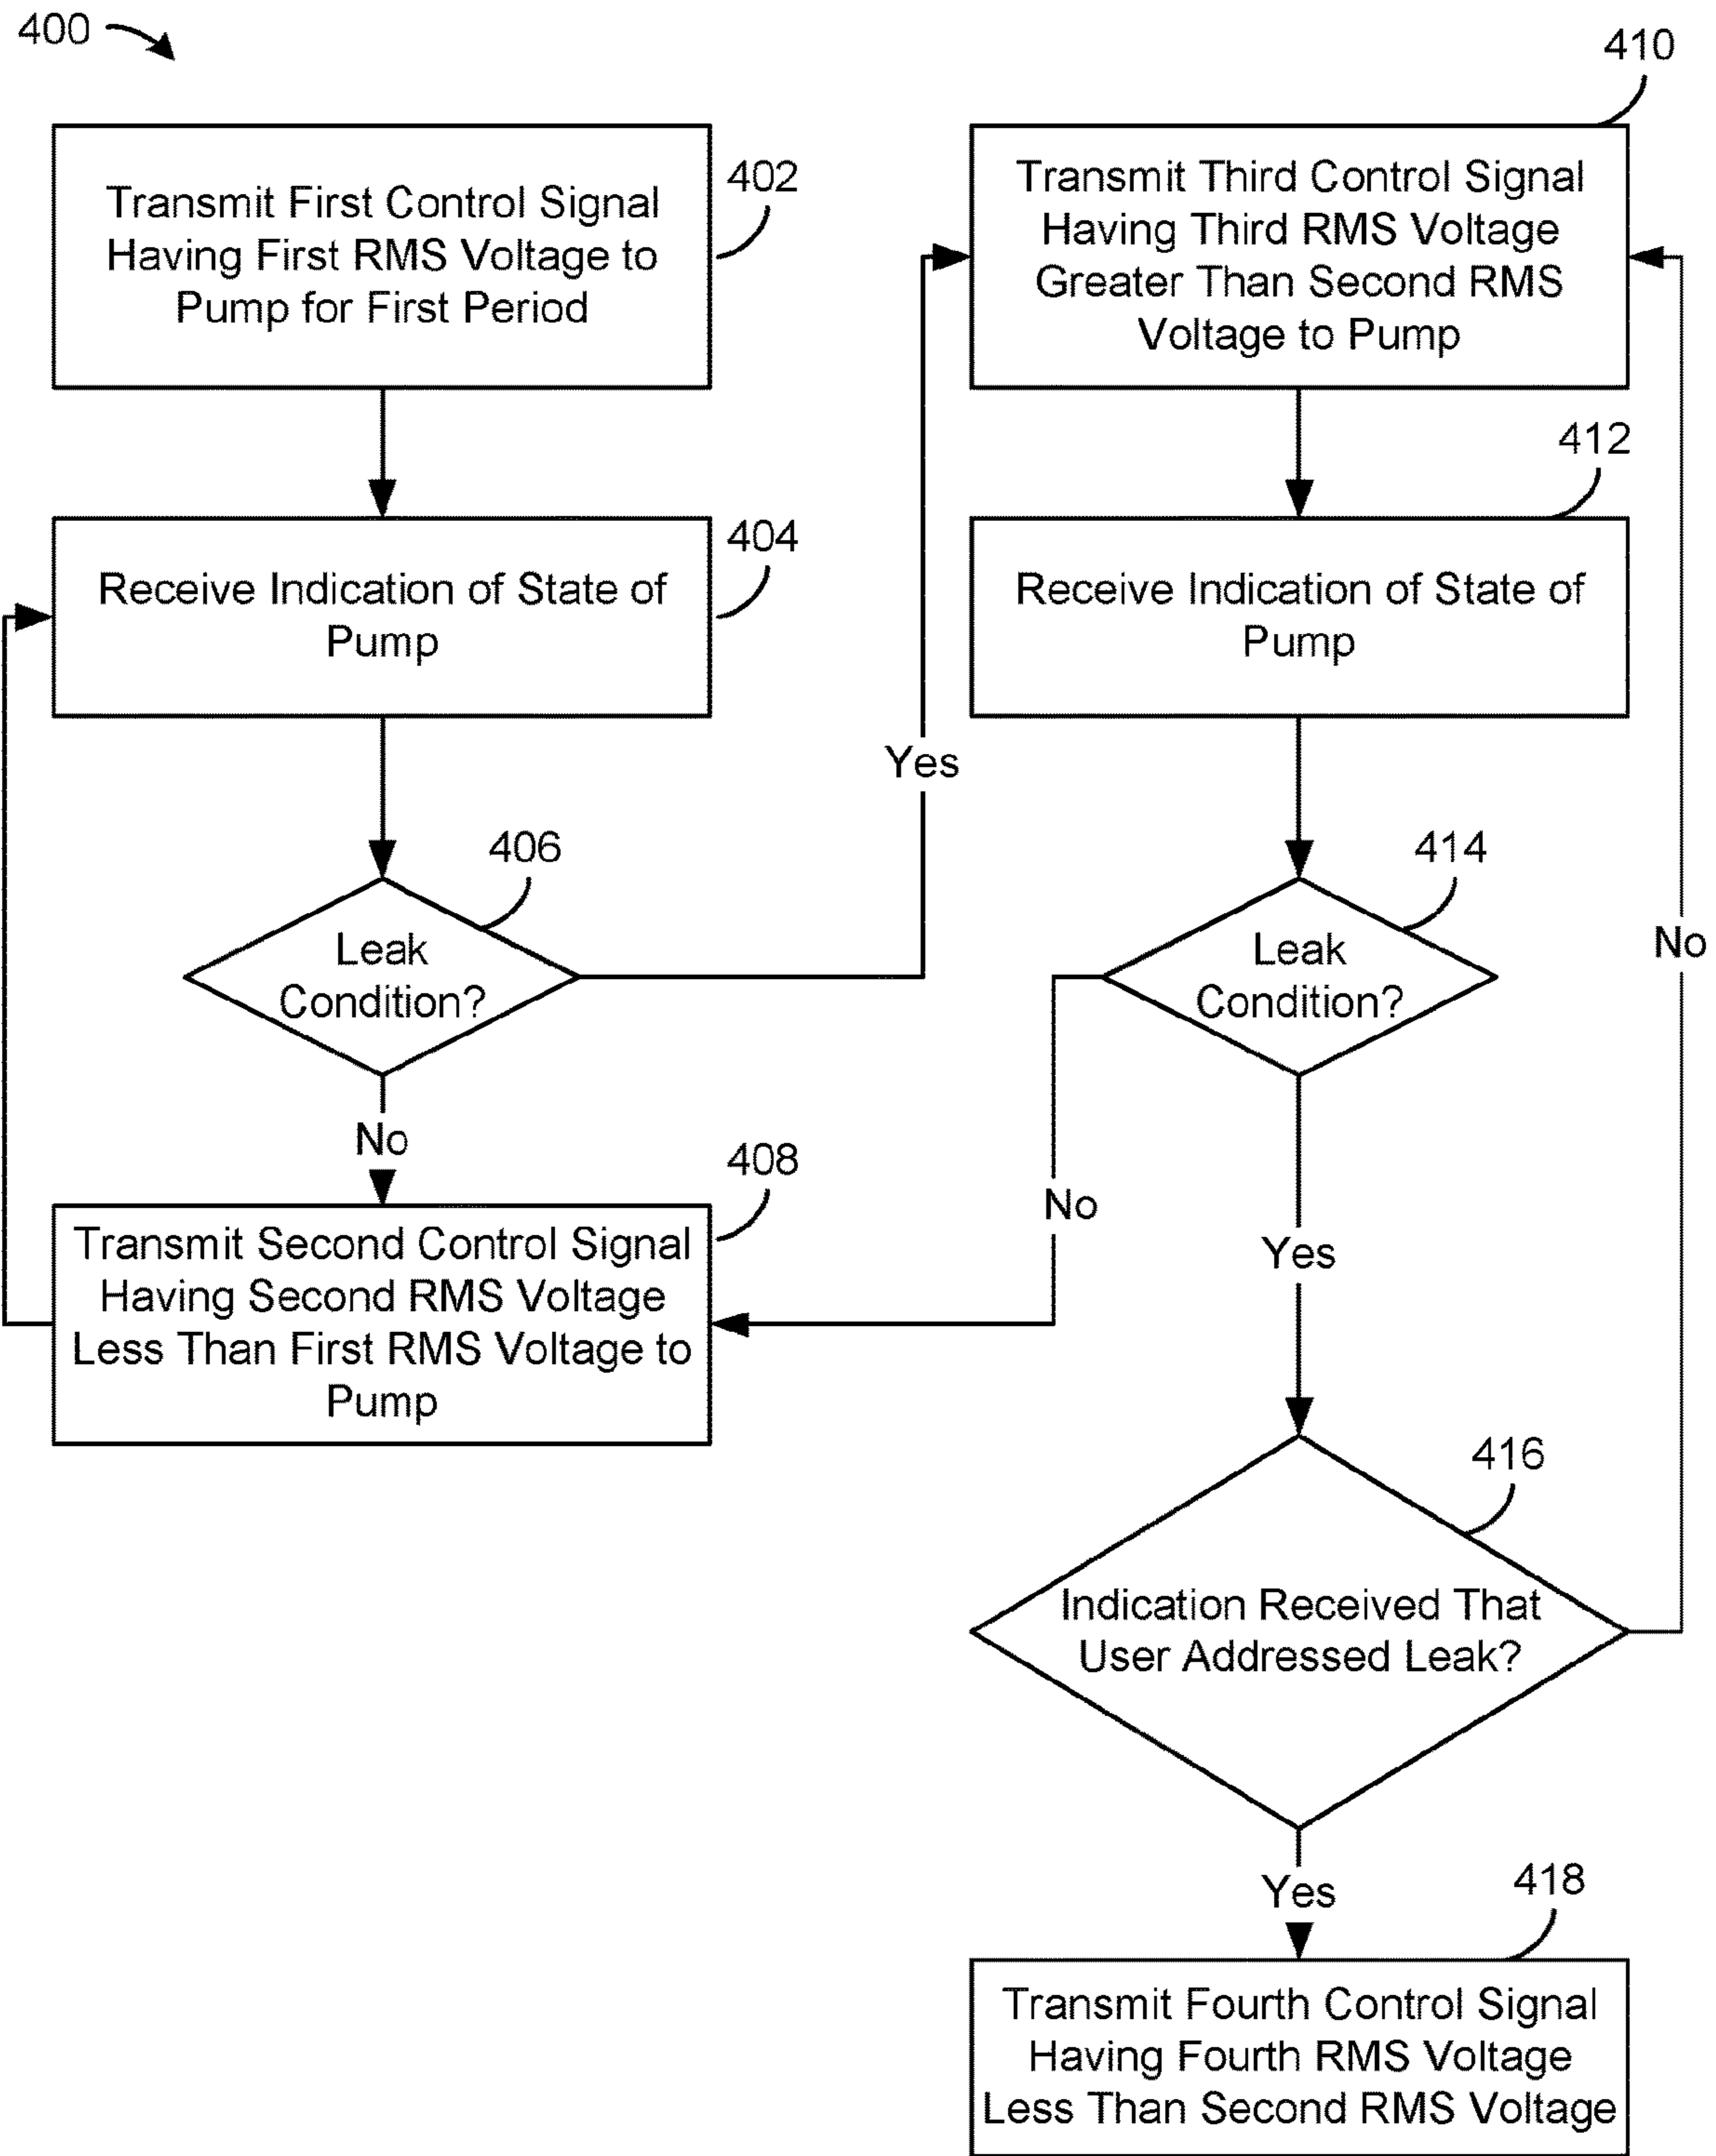 400
402
Transmit First Control Signal
Having First RMS Voltage to
Pump for First Period
404
Receive Indication of State of
Pump
406
Leak
Condition?
Yes
No
408
Transmit Second Control Signal
Having Second RMS Voltage
Less Than First RMS Voltage to
Pump
410
Transmit Third Control Signal
Having Third RMS Voltage
Greater Than Second RMS
Voltage to Pump
412
Receive Indication of State of
Pump
414
Leak
Condition?
No
Yes
416
Indication Received That
User Addressed Leak?
No
Yes
418
Transmit Fourth Control Signal
Having Fourth RMS Voltage
Less Than Second RMS Voltage